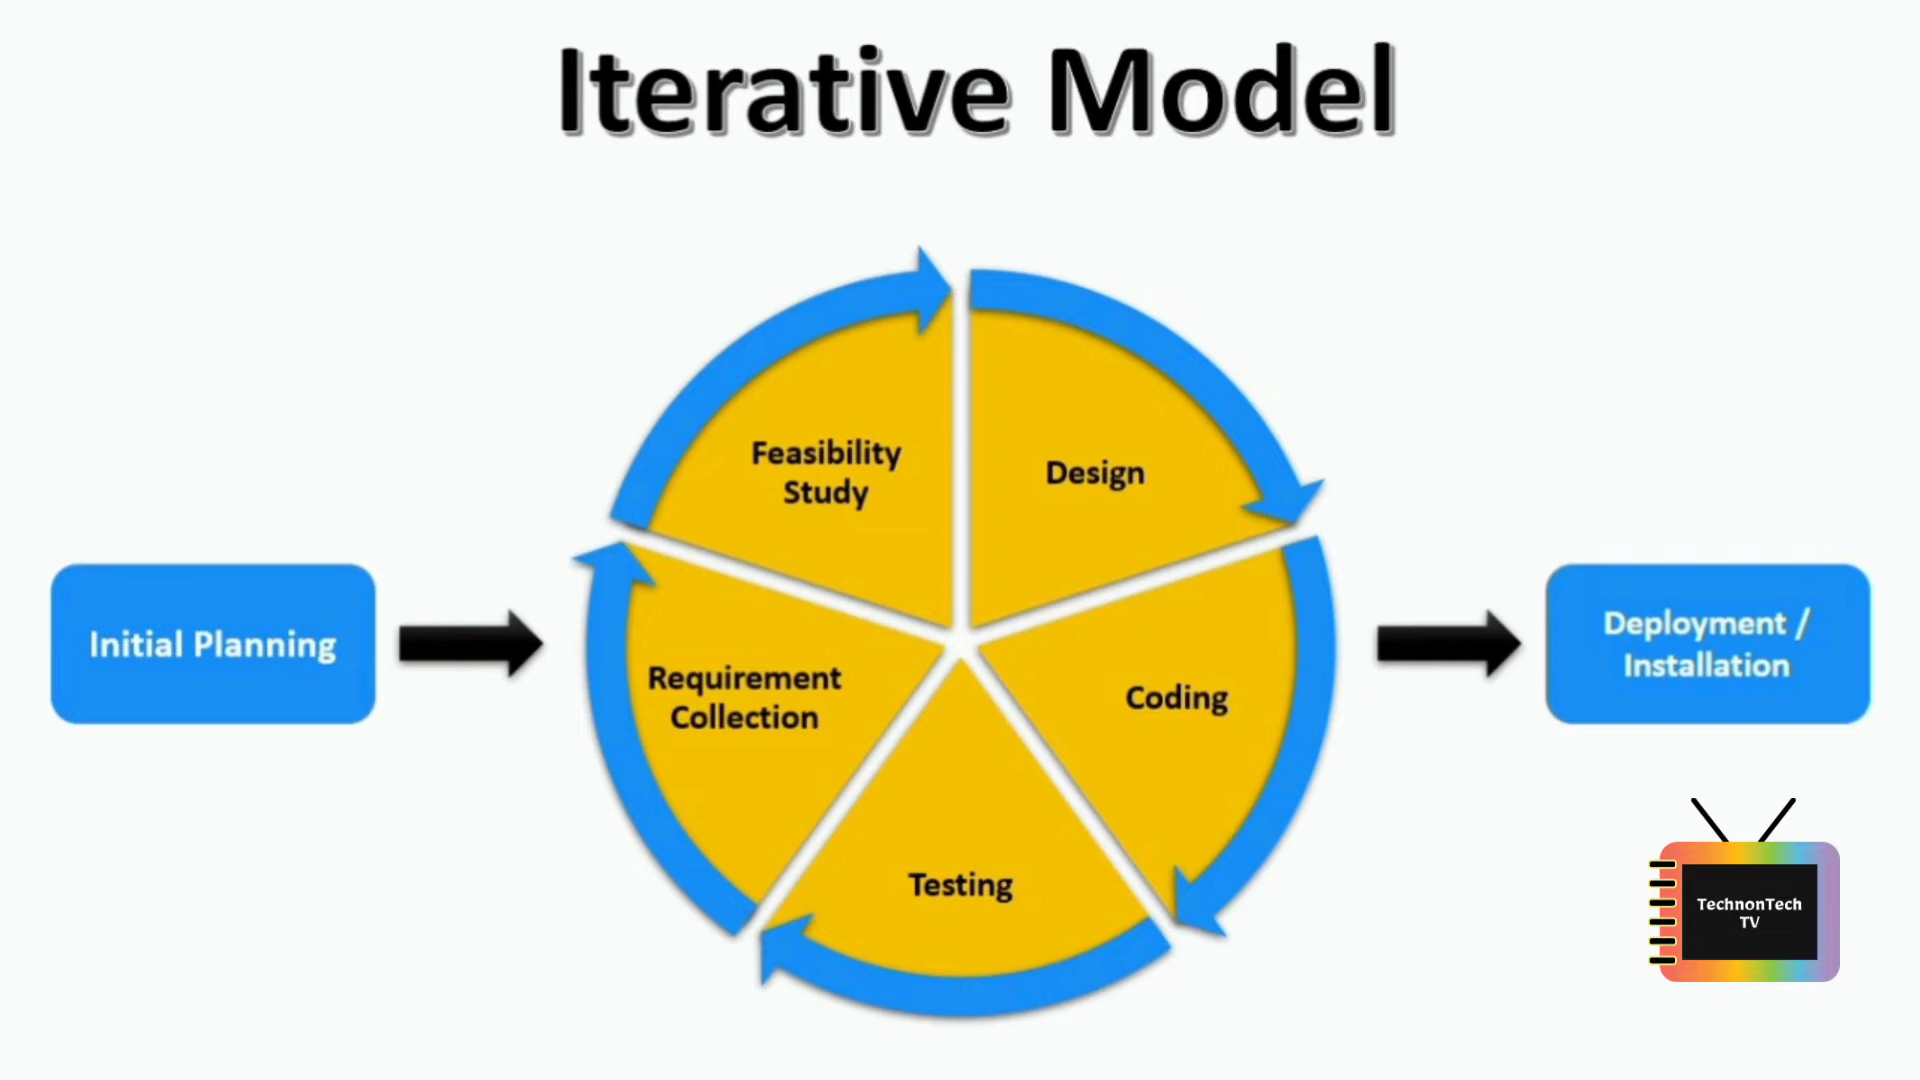 Iterative Model
Feasibility
Study
Design
Initial Planning
Deployment /
Installation
Requirement
Collection
Coding
Testing
TechnonTech
TV